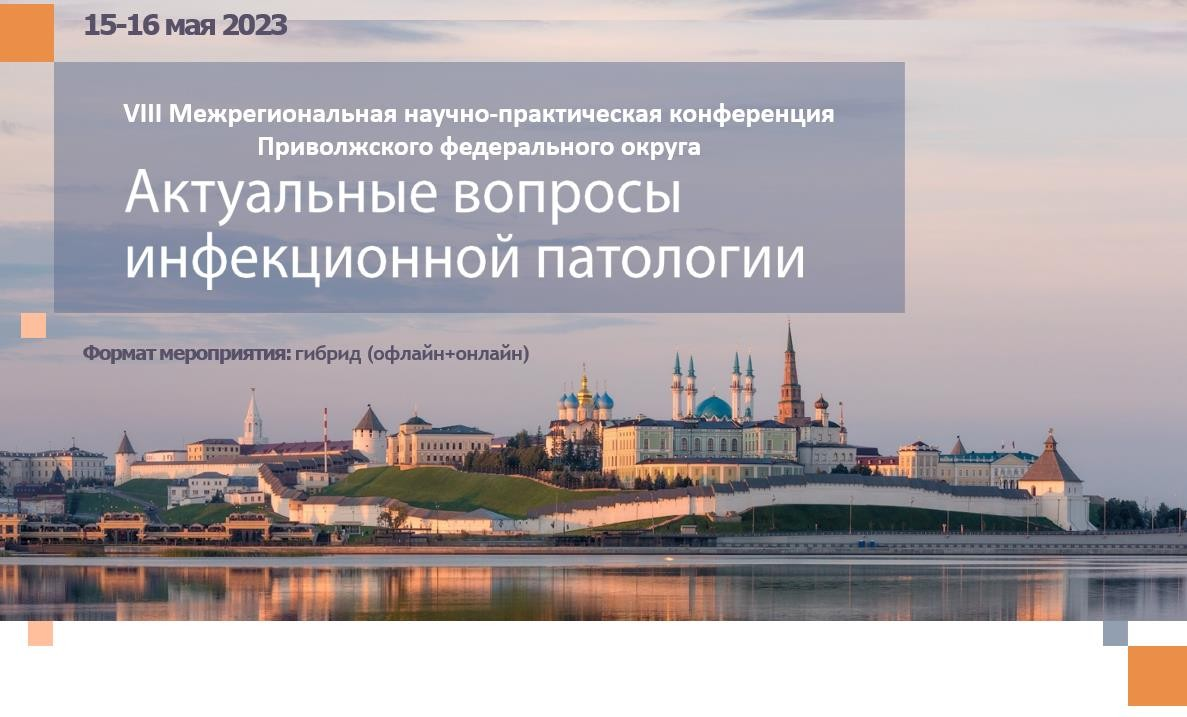 15-16 мая 2023
VIII Межрегиональная научно-практическая конференция
Приволжского федерального округа
Актуальные вопросы
инфекционной патологии
Формат мероприятия: гибрид (офлайн+онлайн)